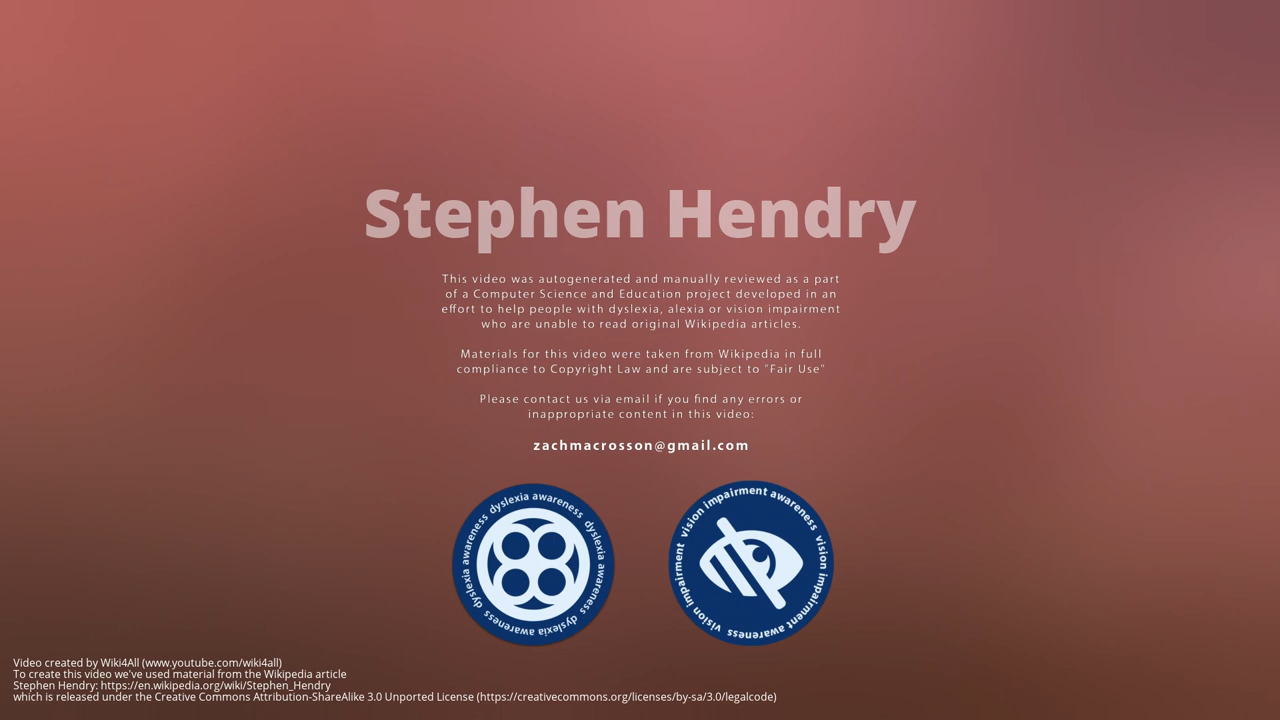 Stephen Hendry
This video was autogenerated and manually reviewed as a part
of a Computer Science and Education project developed in an
effort to help people with dyslexia, alexia or vision impairment
who are unable to read original Wikipedia articles.
Materials for this video were taken from Wikipedia in full
compliance to Copyright Law and are subject to "Fair Use"
Please contact us via email if you find any errors or
inappropriate content in this video:
zachmacrosson@gmail.com
dyslexia awareness dyslexia awareness dyslexia awareness dyslexia awareness
vision impairment awareness vision impairment awareness vision impairment
Video created by Wiki4All (www.youtube.com/wiki4all)
To create this video we've used material from the Wikipedia article
Stephen Hendry: https://en.wikipedia.org/wiki/Stephen_Hendry
which is released under the Creative Commons Attribution-ShareAlike 3.0 Unported License (https://creativecommons.org/licenses/by-sa/3.0/legalcode)